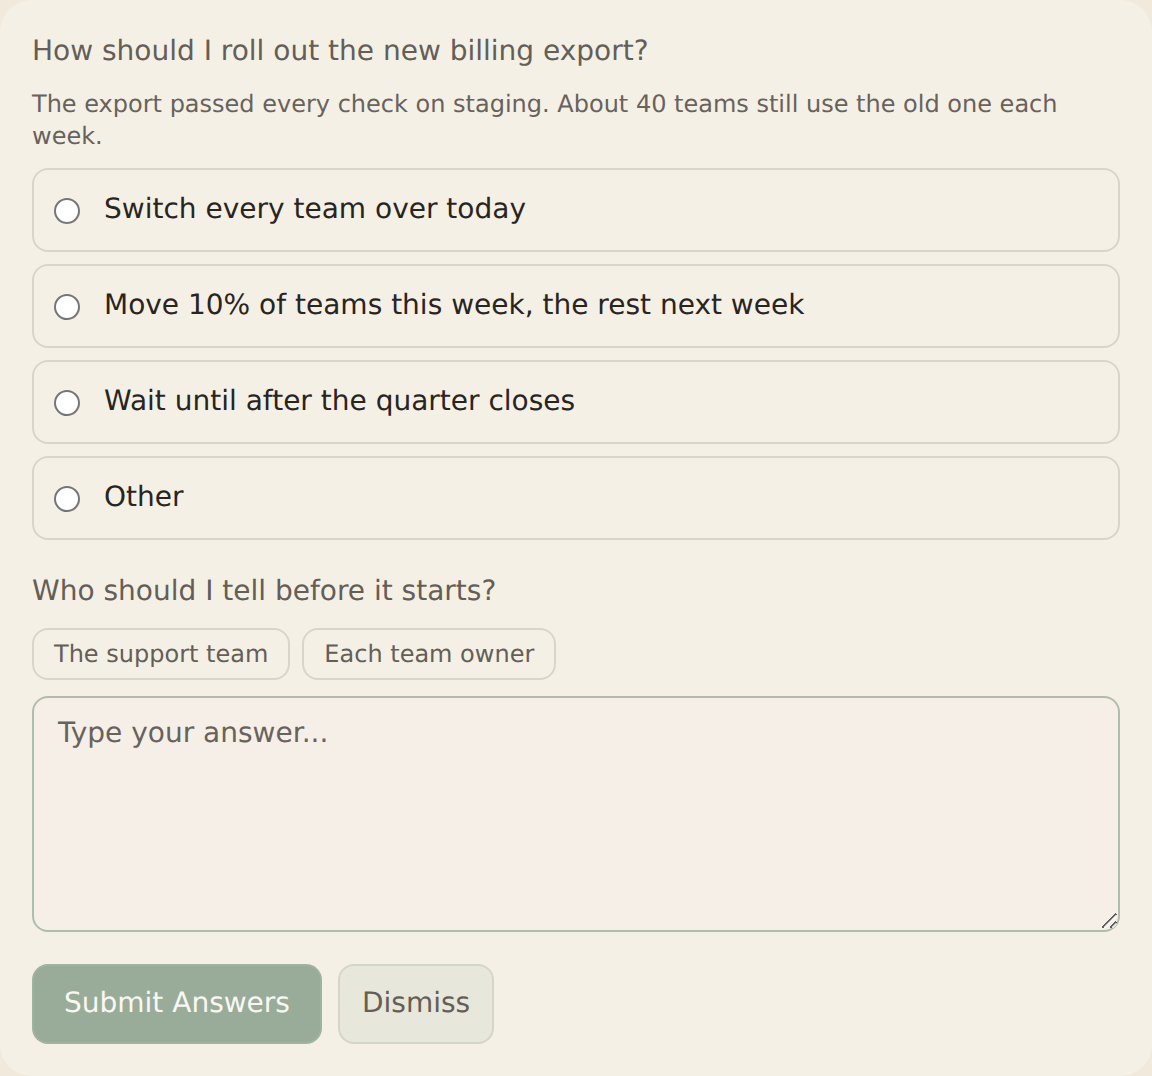 How should I roll out the new billing export?
The export passed every check on staging. About 40 teams still use the old one each
week.
Switch every team over today
Move 10% of teams this week, the rest next week
Wait until after the quarter closes
Other
Who should I tell before it starts?
The support team
Each team owner
Type your answer...
Submit Answers
Dismiss